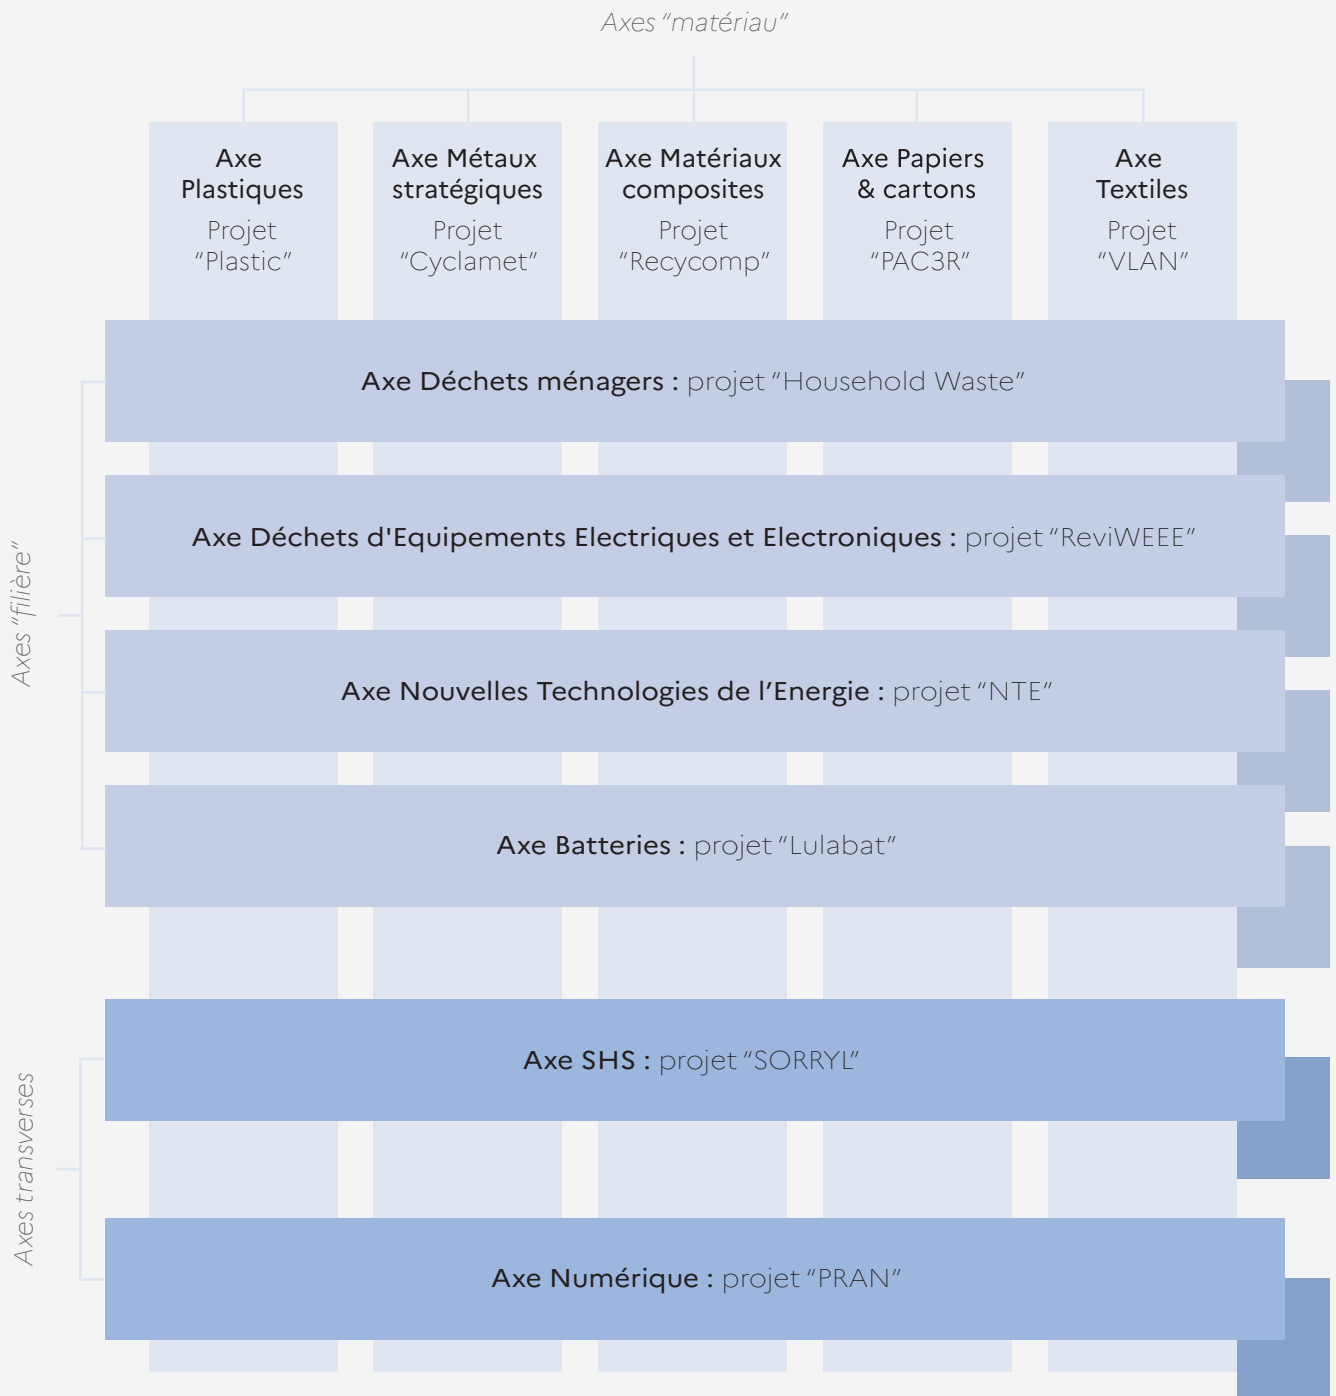 Axes “matériau”
Axe
Plastiques
Projet
“Plastic”
Axe Métaux
stratégiques
Projet
“Cyclamet”
Axe Matériaux
composites
Projet
“Recycomp”
Axe Papiers
& cartons
Projet
“PAC3R”
Axe
Textiles
Projet
“VLAN”
Axes “filière”
Axe Déchets ménagers : projet “Household Waste”
Axe Déchets d'Equipements Electriques et Electroniques : projet “ReviWEEE”
Axe Nouvelles Technologies de l’Energie : projet “NTE”
Axe Batteries : projet “Lulabat”
Axes transverses
Axe SHS : projet “SORRYL”
Axe Numérique : projet “PRAN”